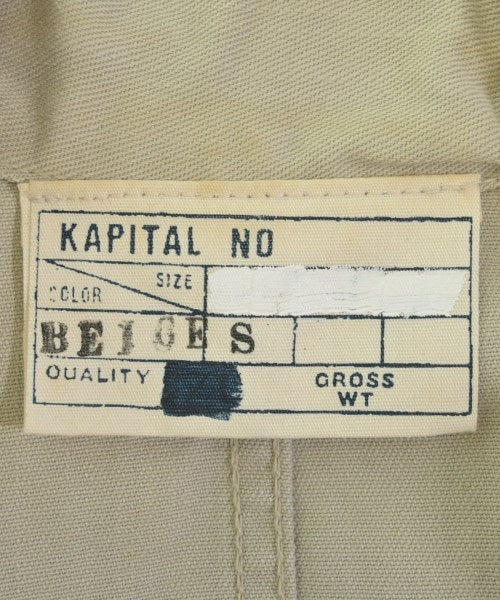 KAPITAL NO
SIZE
COLOR
BEIGE S
QUALITY GROSS
WT